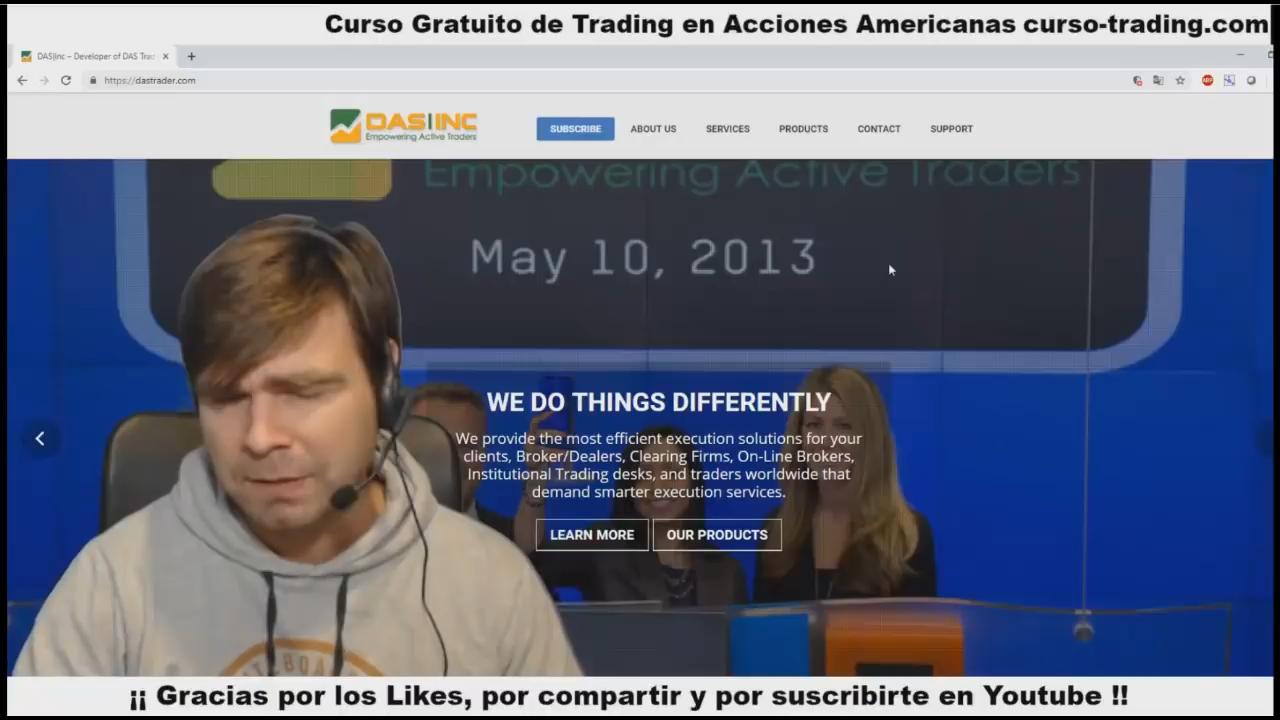 Curso Gratuito de Trading en Acciones Americanas curso-trading.com
DAS|Inc – Developer of DAS Trad
https://dastrader.com
DAS|INC
Empowering Active Traders
SUBSCRIBE
ABOUT US
SERVICES
PRODUCTS
CONTACT
SUPPORT
Empowering Active Traders
May 10, 2013
WE DO THINGS DIFFERENTLY
We provide the most efficient execution solutions for your
clients, Broker/Dealers, Clearing Firms, On-Line Brokers,
Institutional Trading desks, and traders worldwide that
demand smarter execution services.
LEARN MORE
OUR PRODUCTS
¡¡ Gracias por los Likes, por compartir y por suscribirte en Youtube !!